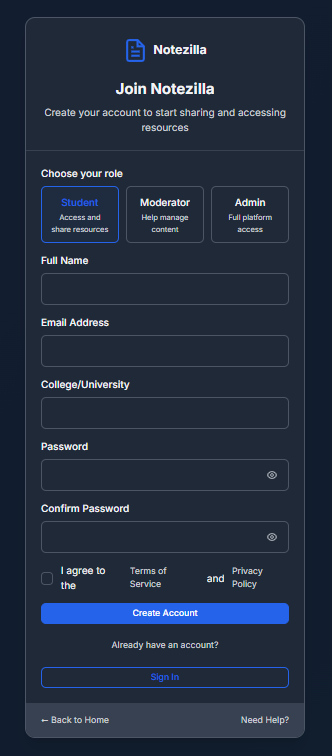 Notezilla
Join Notezilla
Create your account to start sharing and accessing
resources
Choose your role
Student
Access and
share resources
Moderator
Help manage
content
Admin
Full platform
access
Full Name
Email Address
College/University
Password
Confirm Password
I agree to
the
Terms of
Service
and
Privacy
Policy
Create Account
Already have an account?
Sign In
← Back to Home
Need Help?